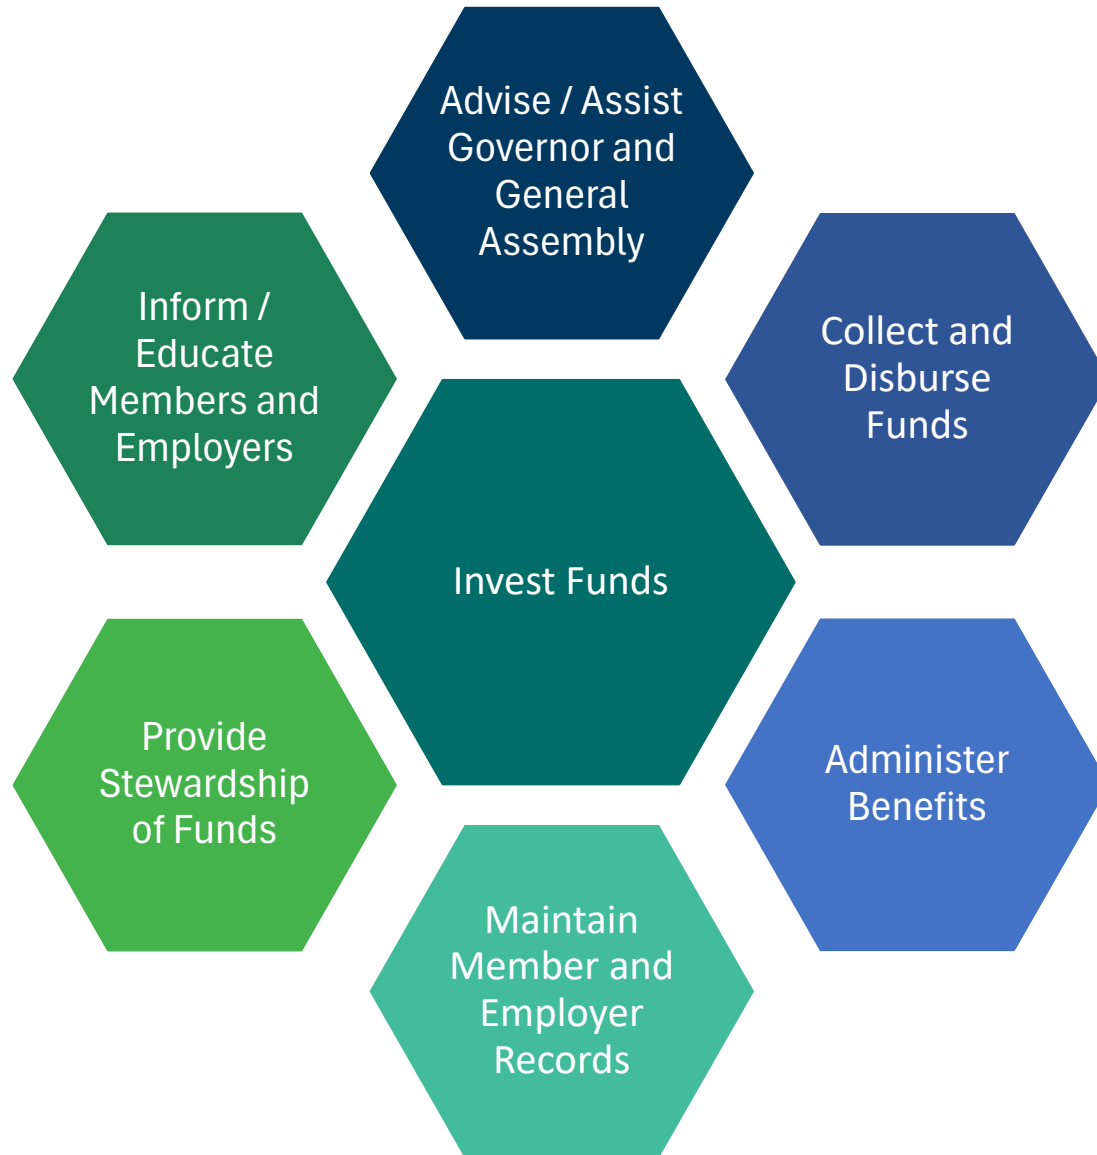 Advise / Assist
Governor and
General
Assembly
Inform /
Educate
Members and
Employers
Collect and
Disburse
Funds
Invest Funds
Provide
Stewardship
of Funds
Administer
Benefits
Maintain
Member and
Employer
Records